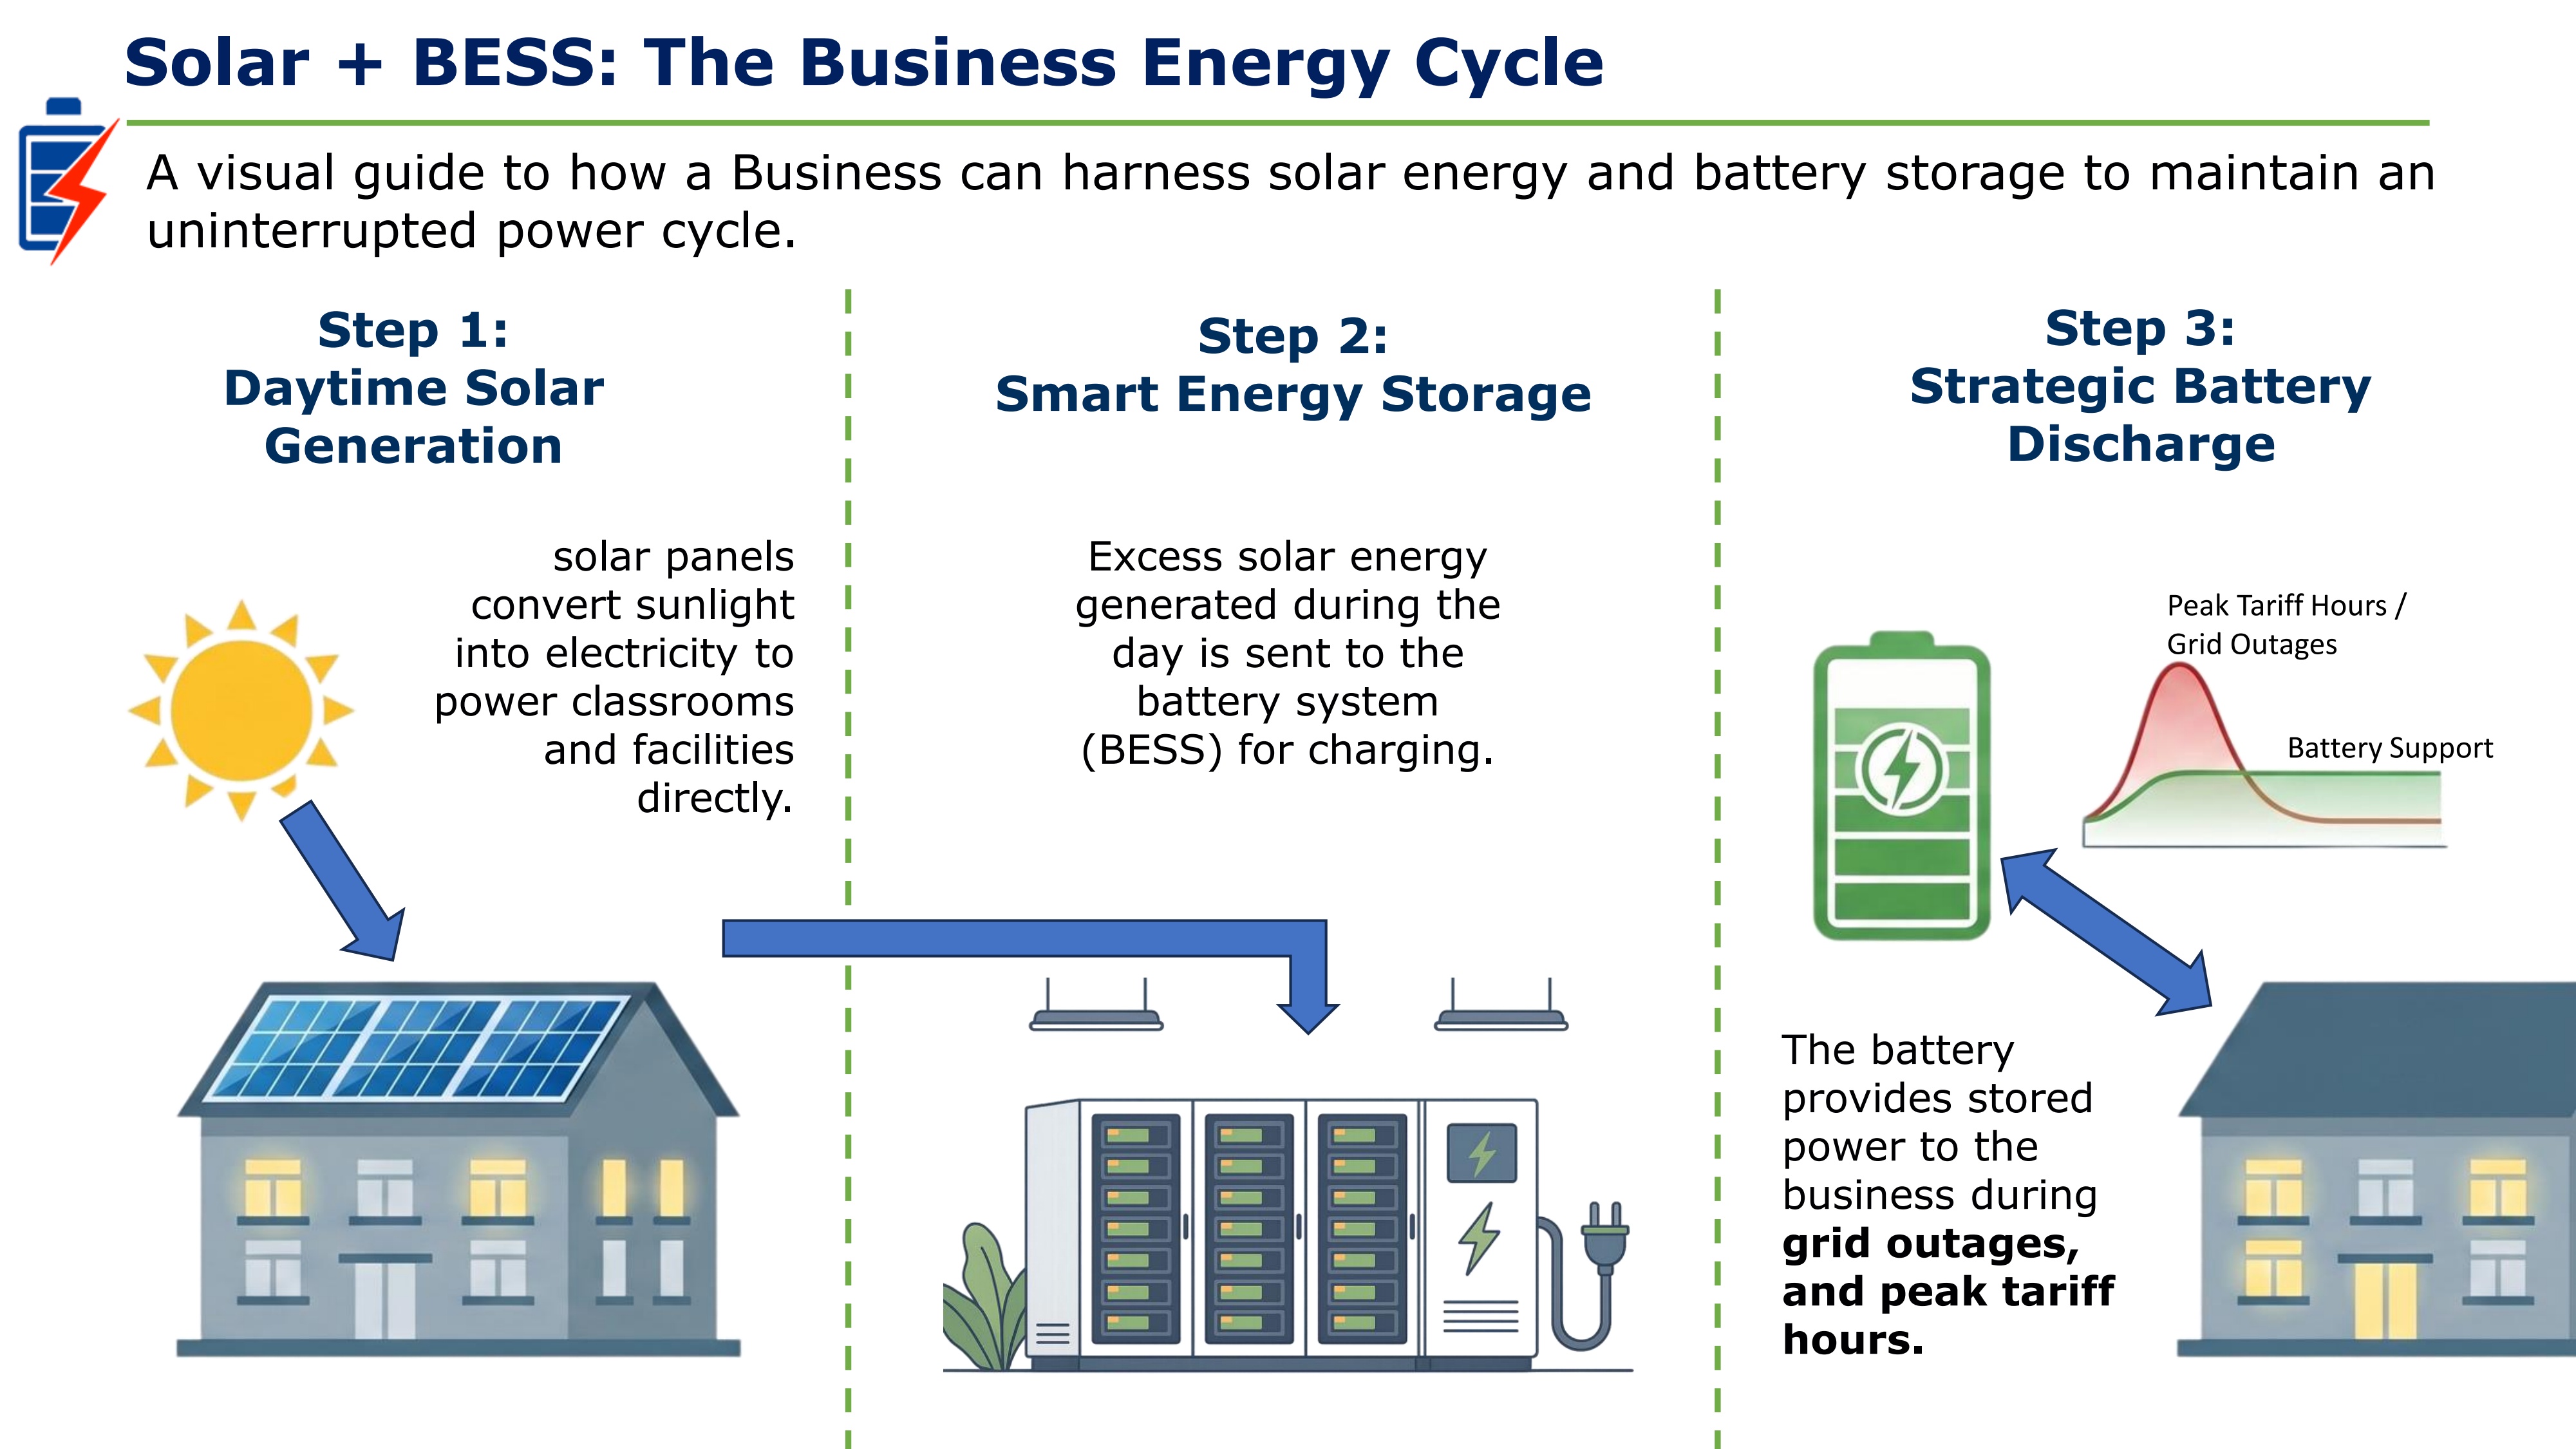 Solar + BESS: The Business Energy Cycle
A visual guide to how a Business can harness solar energy and battery storage to maintain an
uninterrupted power cycle.
Step 1:
Daytime Solar
Generation
solar panels
convert sunlight
into electricity to
power classrooms
and facilities
directly.
Step 2:
Smart Energy Storage
Excess solar energy
generated during the
day is sent to the
battery system
(BESS) for charging.
Step 3:
Strategic Battery
Discharge
Peak Tariff Hours /
Grid Outages
Battery Support
The battery
provides stored
power to the
business during
grid outages,
and peak tariff
hours.